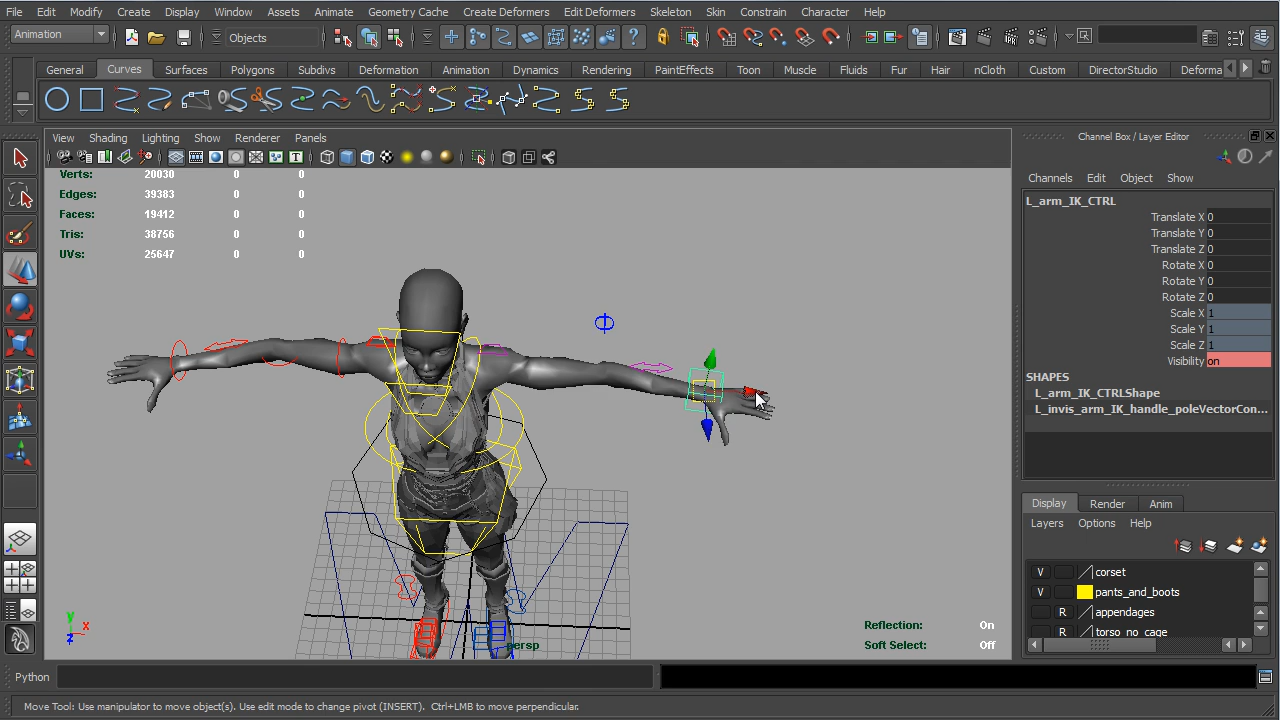 File Edit Modify Create Display Window Assets Animate Geometry Cache Create Deformers Edit Deformers Skeleton Skin Constrain Character Help
Animation Objects
General Curves Surfaces Polygons Subdivs Deformation Animation Dynamics Rendering PaintEffects Toon Muscle Fluids Fur Hair nCloth Custom DirectorStudio Deforma
View Shading Lighting Show Renderer Panels
Verts: 20030 0 0
Edges: 39383 0 0
Faces: 19412 0 0
Tris: 38756 0 0
UVs: 25647 0 0
y
x
z
persp
Reflection: On
Soft Select: Off
Channel Box / Layer Editor
Channels Edit Object Show
L_arm_IK_CTRL
Translate X 0
Translate Y 0
Translate Z 0
Rotate X 0
Rotate Y 0
Rotate Z 0
Scale X 1
Scale Y 1
Scale Z 1
Visibility on
SHAPES
L_arm_IK_CTRLShape
L_invis_arm_IK_handle_poleVectorCon...
Display Render Anim
Layers Options Help
V corset
V pants_and_boots
R appendages
R torso_no_cage
Python
Move Tool: Use manipulator to move object(s). Use edit mode to change pivot (INSERT). Ctrl+LMB to move perpendicular.